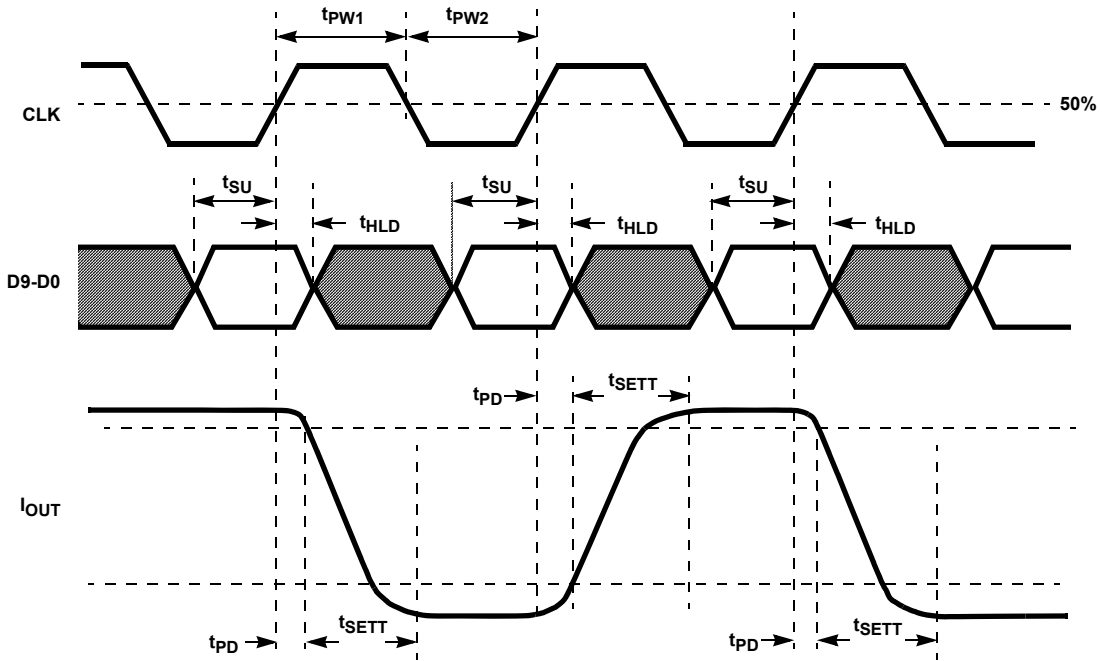 tPW1 tPW2
CLK
50%
tSU tSU tSU
tHLD tHLD tHLD
D9-D0
tPD tSETT
IOUT
tPD tSETT tPD tSETT